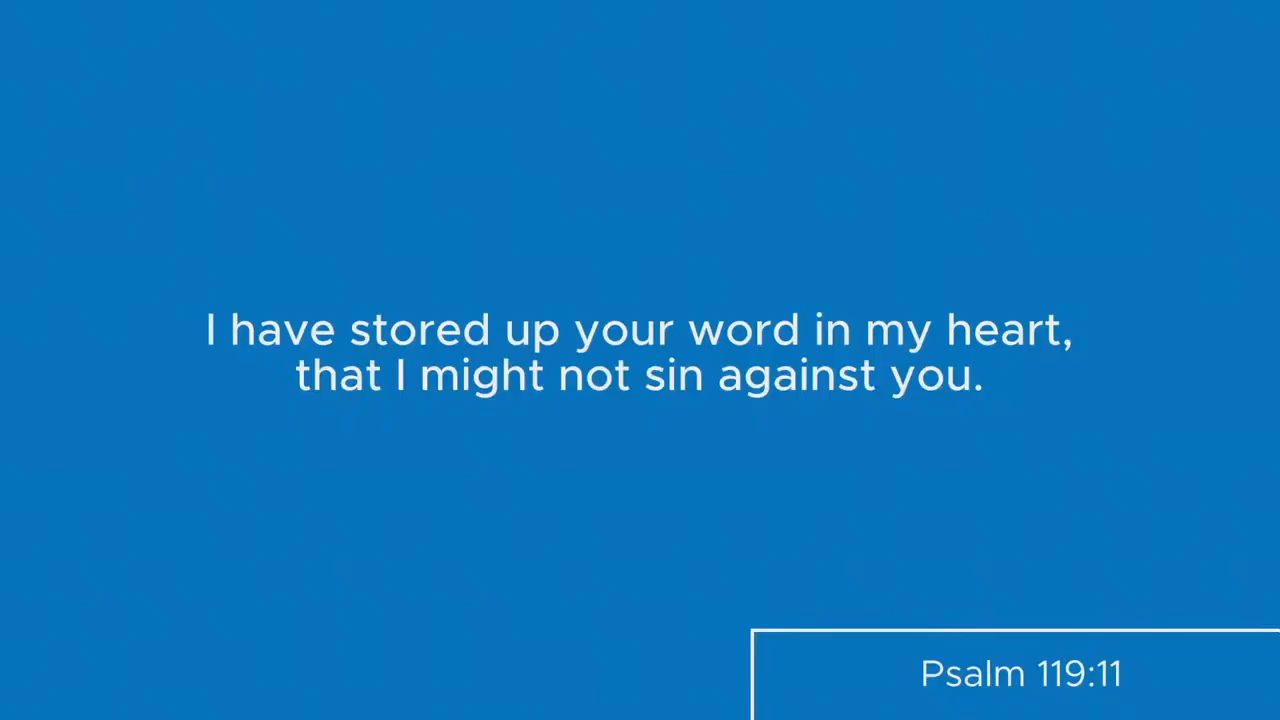 I have stored up your word in my heart,
that I might not sin against you.
Psalm 119:11